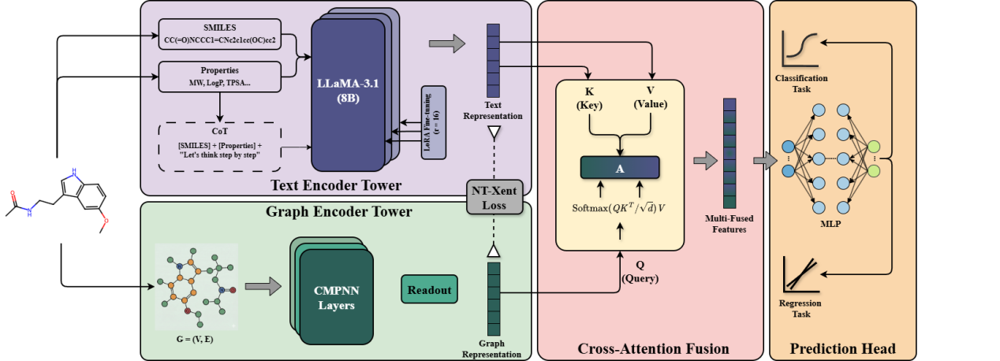 SMILES
CC(=O)NCCC1=CNc2c1cc(OC)cc2
Properties
MW, LogP, TPSA...
CoT
[SMILES] + [Properties] +
"Let's think step by step"
LLaMA-3.1
(8B)
LoRA Fine-tuning
(r = 16)
Text
Representation
Text Encoder Tower
NT-Xent
Loss
Graph Encoder Tower
H
N
O
N
H
O
G = (V, E)
CMPNN
Layers
Readout
Graph
Representation
K
(Key)
V
(Value)
A
Softmax(QK^T/√d) V
Q
(Query)
Multi-Fused
Features
Cross-Attention Fusion
Classification
Task
MLP
Regression
Task
Prediction Head